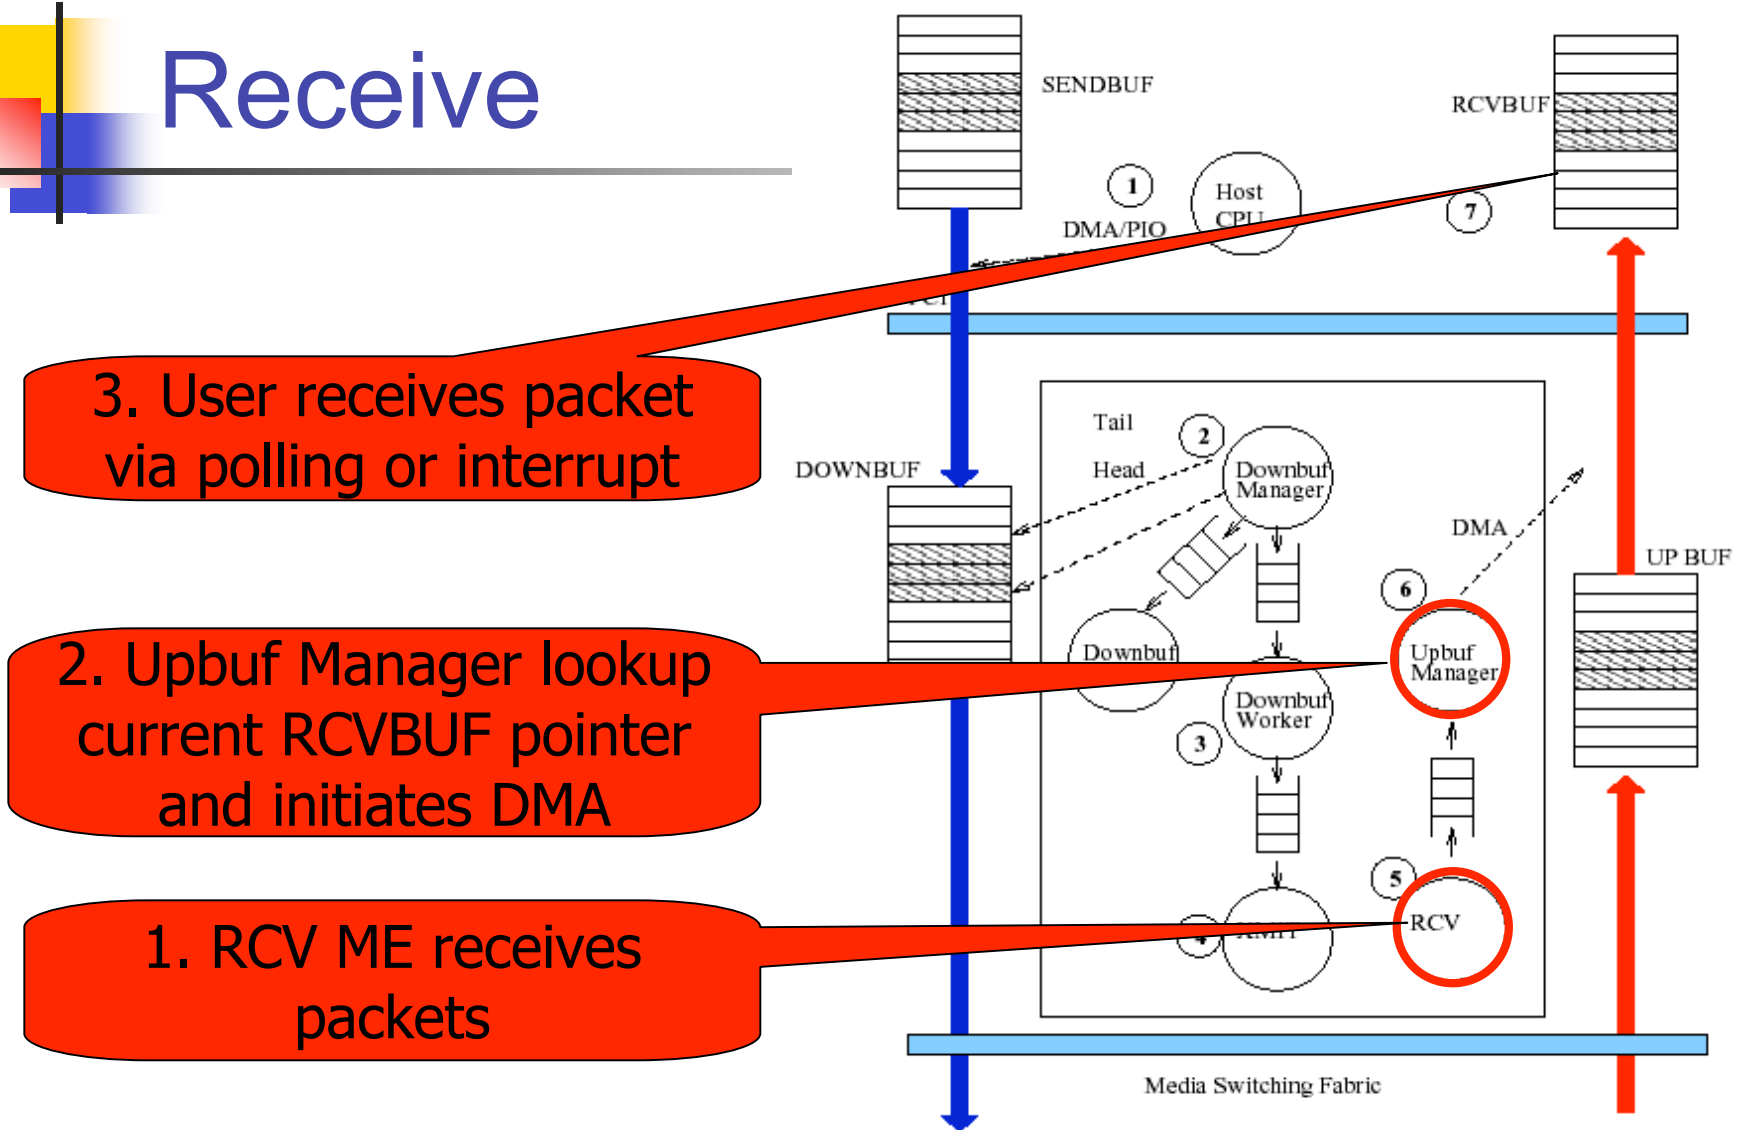 Receive
SENDBUF
RCVBUF
1
Host
CPU
7
DMA/PIO
3. User receives packet
via polling or interrupt
Tail
2
DOWNBUF
Head
Downbuf
Manager
DMA
UP BUF
6
2. Upbuf Manager lookup
current RCVBUF pointer
and initiates DMA
Downbuf
Upbuf
Manager
Downbuf
Worker
3
5
1. RCV ME receives
packets
4
RCV
Media Switching Fabric